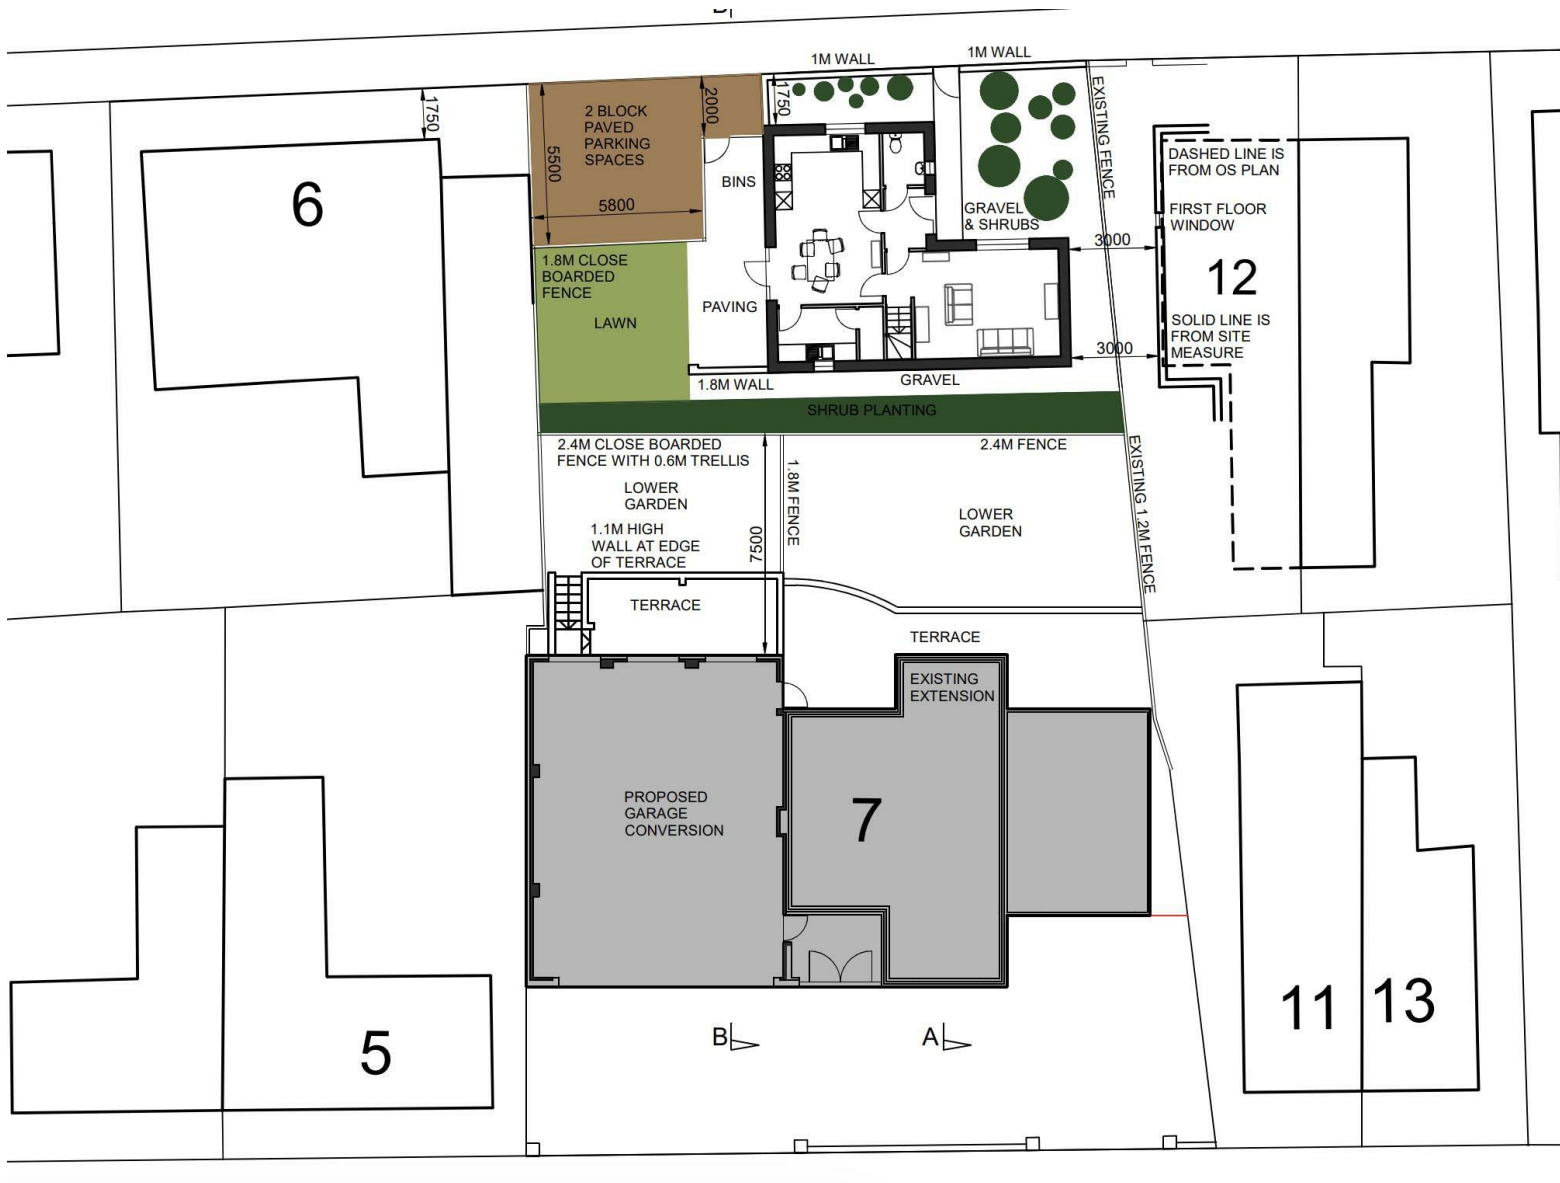 1M WALL
1M WALL
1750
2 BLOCK
PAVED
PARKING
SPACES
2000
1750
5500
5800
BINS
6
EXISTING FENCE
DASHED LINE IS
FROM OS PLAN
FIRST FLOOR
WINDOW
GRAVEL
& SHRUBS
3000
12
1.8M CLOSE
BOARDED
FENCE
LAWN
PAVING
SOLID LINE IS
FROM SITE
MEASURE
3000
1.8M WALL
GRAVEL
SHRUB PLANTING
2.4M CLOSE BOARDED
FENCE WITH 0.6M TRELLIS
2.4M FENCE
EXISTING 1.2M FENCE
LOWER
GARDEN
1.8M FENCE
LOWER
GARDEN
1.1M HIGH
WALL AT EDGE
OF TERRACE
7500
TERRACE
TERRACE
EXISTING
EXTENSION
PROPOSED
GARAGE
CONVERSION
7
11
13
5
B
A